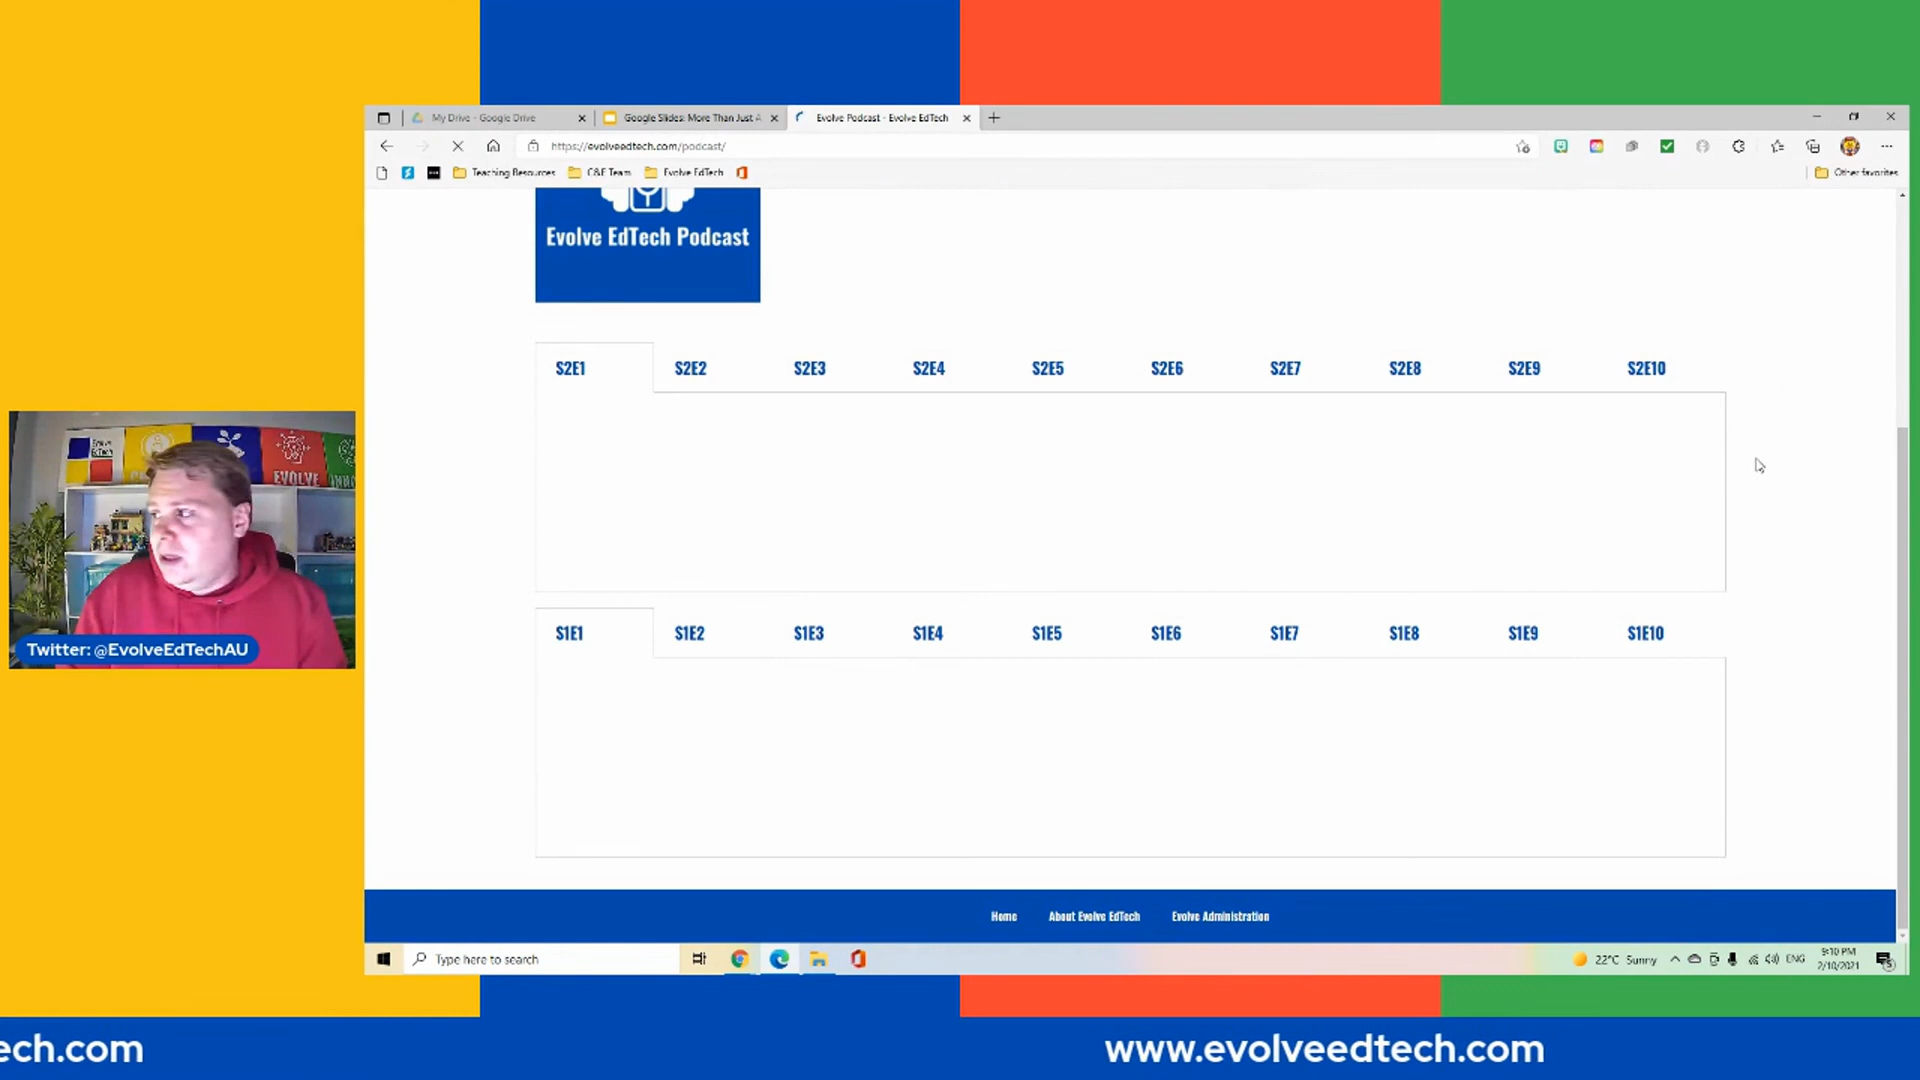 My Drive - Google Drive
Google Slides: More Than Just A
Evolve Podcast - Evolve EdTech
https://evolveedtech.com/podcast/
Teaching Resources
C&E Team
Evolve EdTech
Other favorites
Evolve EdTech Podcast
S2E1 S2E2 S2E3 S2E4 S2E5 S2E6 S2E7 S2E8 S2E9 S2E10
Evolve
EdTech
EVOLVE
Twitter: @EvolveEdTechAU
S1E1 S1E2 S1E3 S1E4 S1E5 S1E6 S1E7 S1E8 S1E9 S1E10
Home About Evolve EdTech Evolve Administration
Type here to search
22°C Sunny
ENG
9:10 PM
2/10/2021
ech.com
www.evolveedtech.com